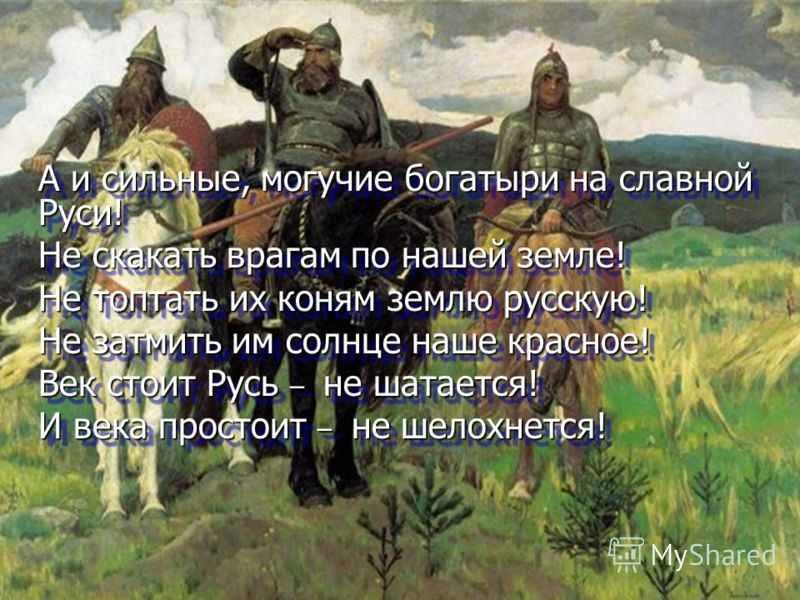 А и сильные, могучие богатыри на славной
Руси!
Не скакать врагам по нашей земле!
Не топтать их коням землю русскую!
Не затмить им солнце наше красное!
Век стоит Русь – не шатается!
И века простоит – не шелохнется!
MyShared